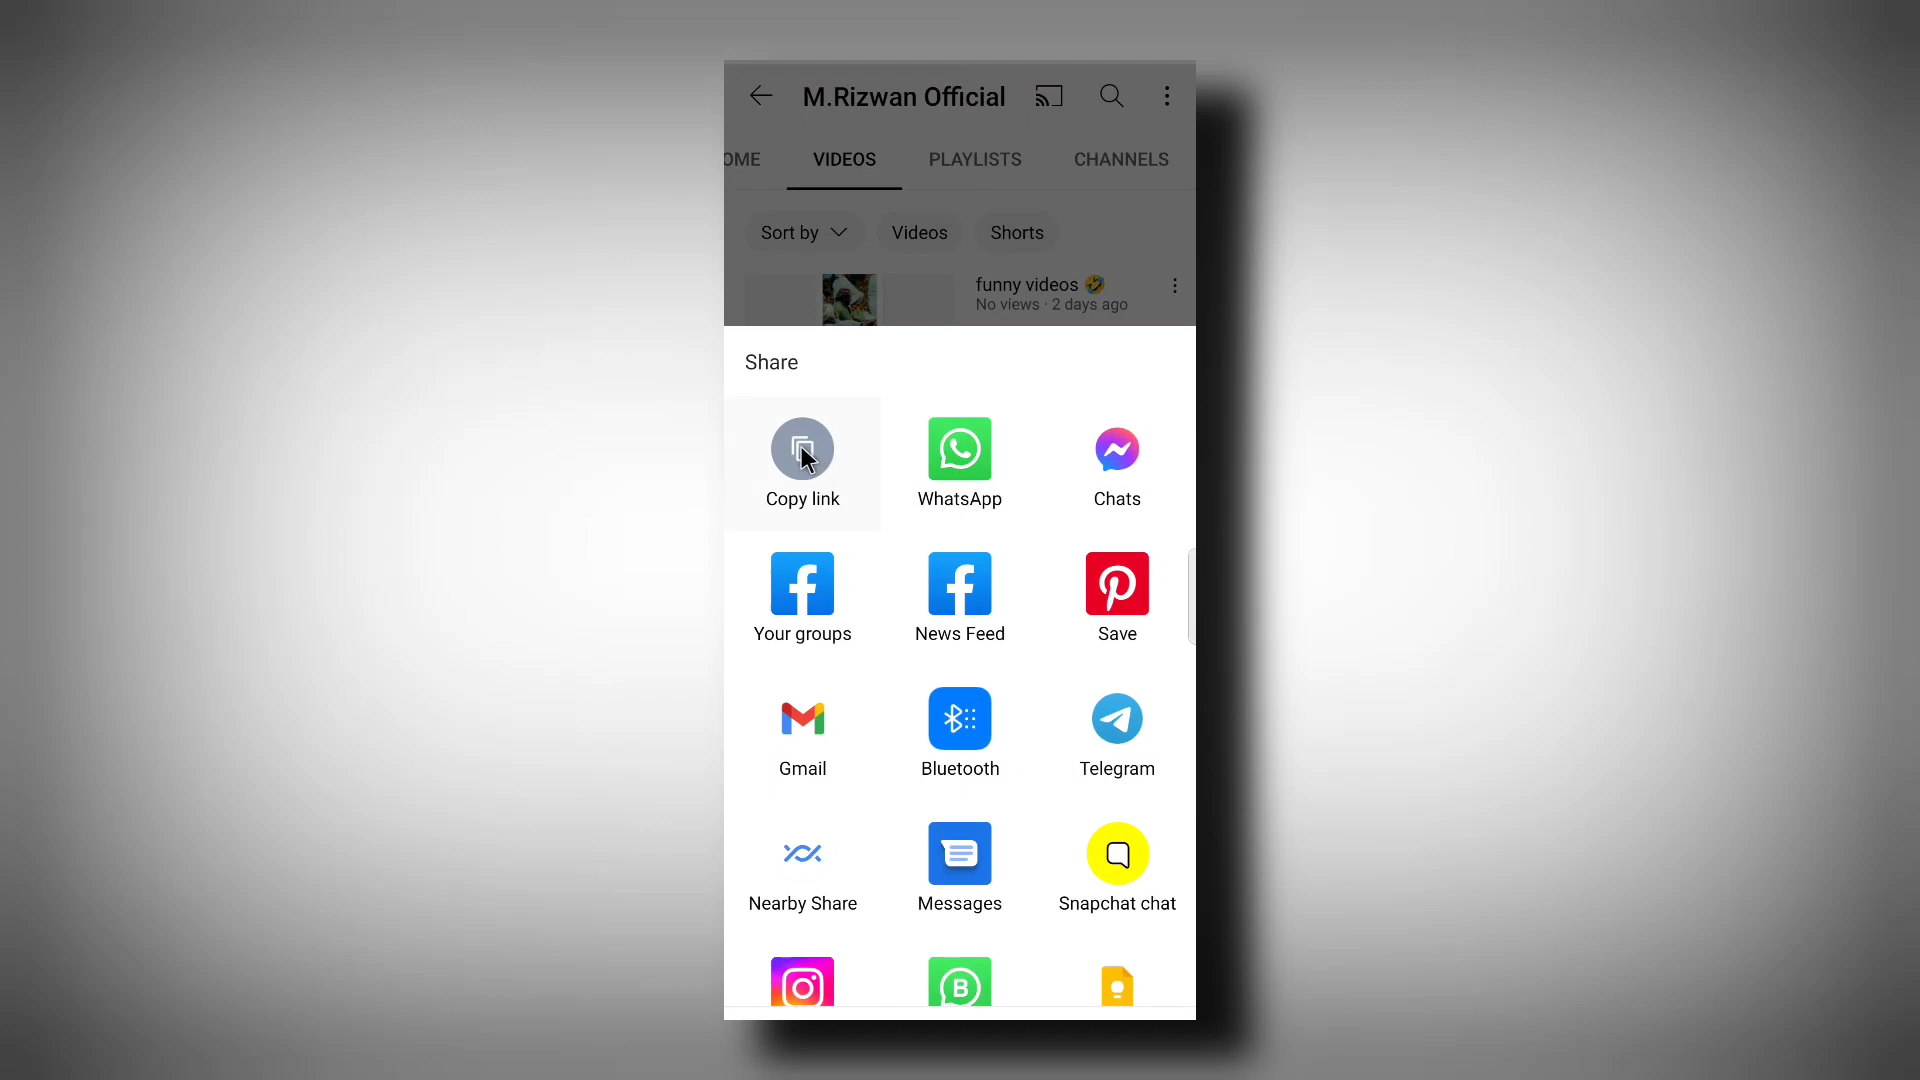 M.Rizwan Official
OME VIDEOS PLAYLISTS CHANNELS
Sort by Videos Shorts
funny videos 🤣
No views · 2 days ago
Share
Copy link WhatsApp Chats
Your groups News Feed Save
Gmail Bluetooth Telegram
Nearby Share Messages Snapchat chat
B